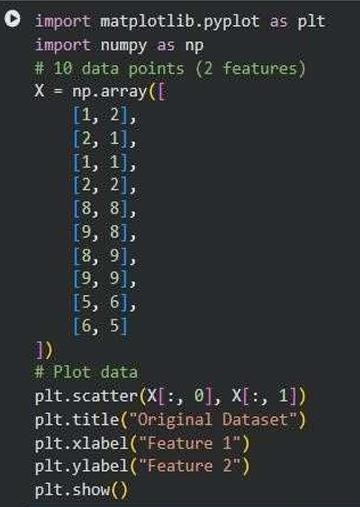 import matplotlib.pyplot as plt
import numpy as np
# 10 data points (2 features)
X = np.array([
    [1, 2],
    [2, 1],
    [1, 1],
    [2, 2],
    [8, 8],
    [9, 8],
    [8, 9],
    [9, 9],
    [5, 6],
    [6, 5]
])
# Plot data
plt.scatter(X[:, 0], X[:, 1])
plt.title("Original Dataset")
plt.xlabel("Feature 1")
plt.ylabel("Feature 2")
plt.show()